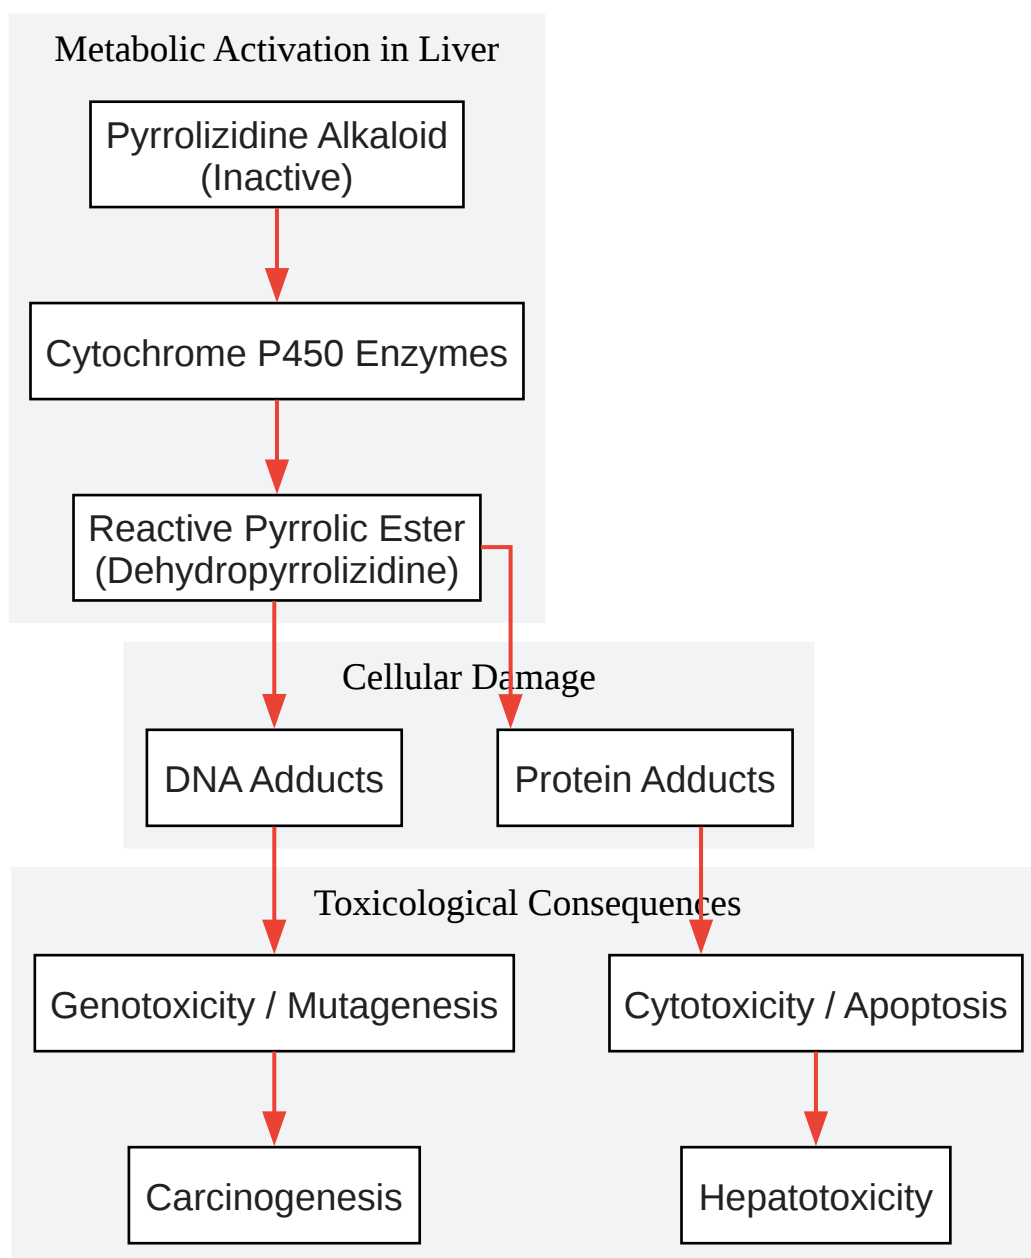 Metabolic Activation in Liver
Pyrrolizidine Alkaloid
(Inactive)
Cytochrome P450 Enzymes
Reactive Pyrrolic Ester
(Dehydropyrrolizidine)
Cellular Damage
DNA Adducts
Protein Adducts
Toxicological Consequences
Genotoxicity / Mutagenesis
Cytotoxicity / Apoptosis
Carcinogenesis
Hepatotoxicity